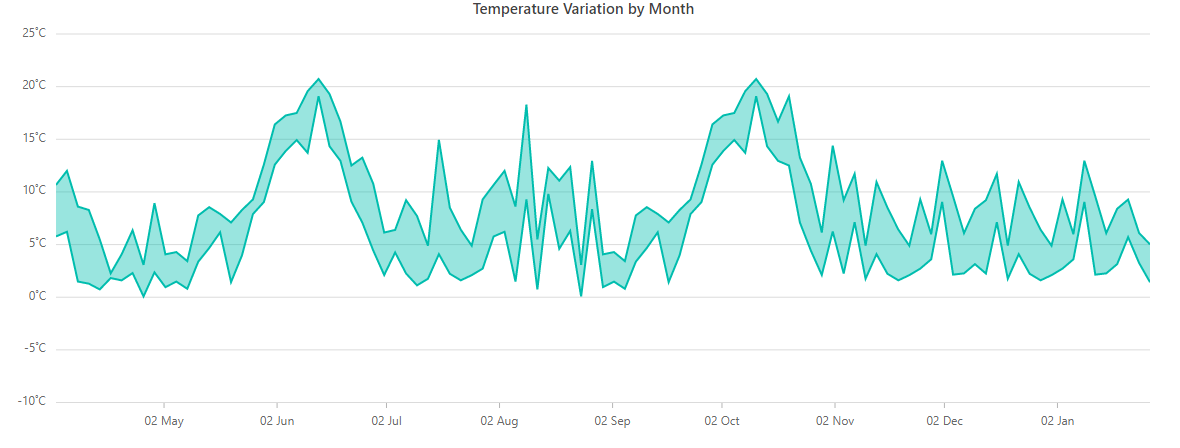 Temperature Variation by Month
25°C
20°C
15°C
10°C
5°C
0°C
-5°C
-10°C
02 May 02 Jun 02 Jul 02 Aug 02 Sep 02 Oct 02 Nov 02 Dec 02 Jan